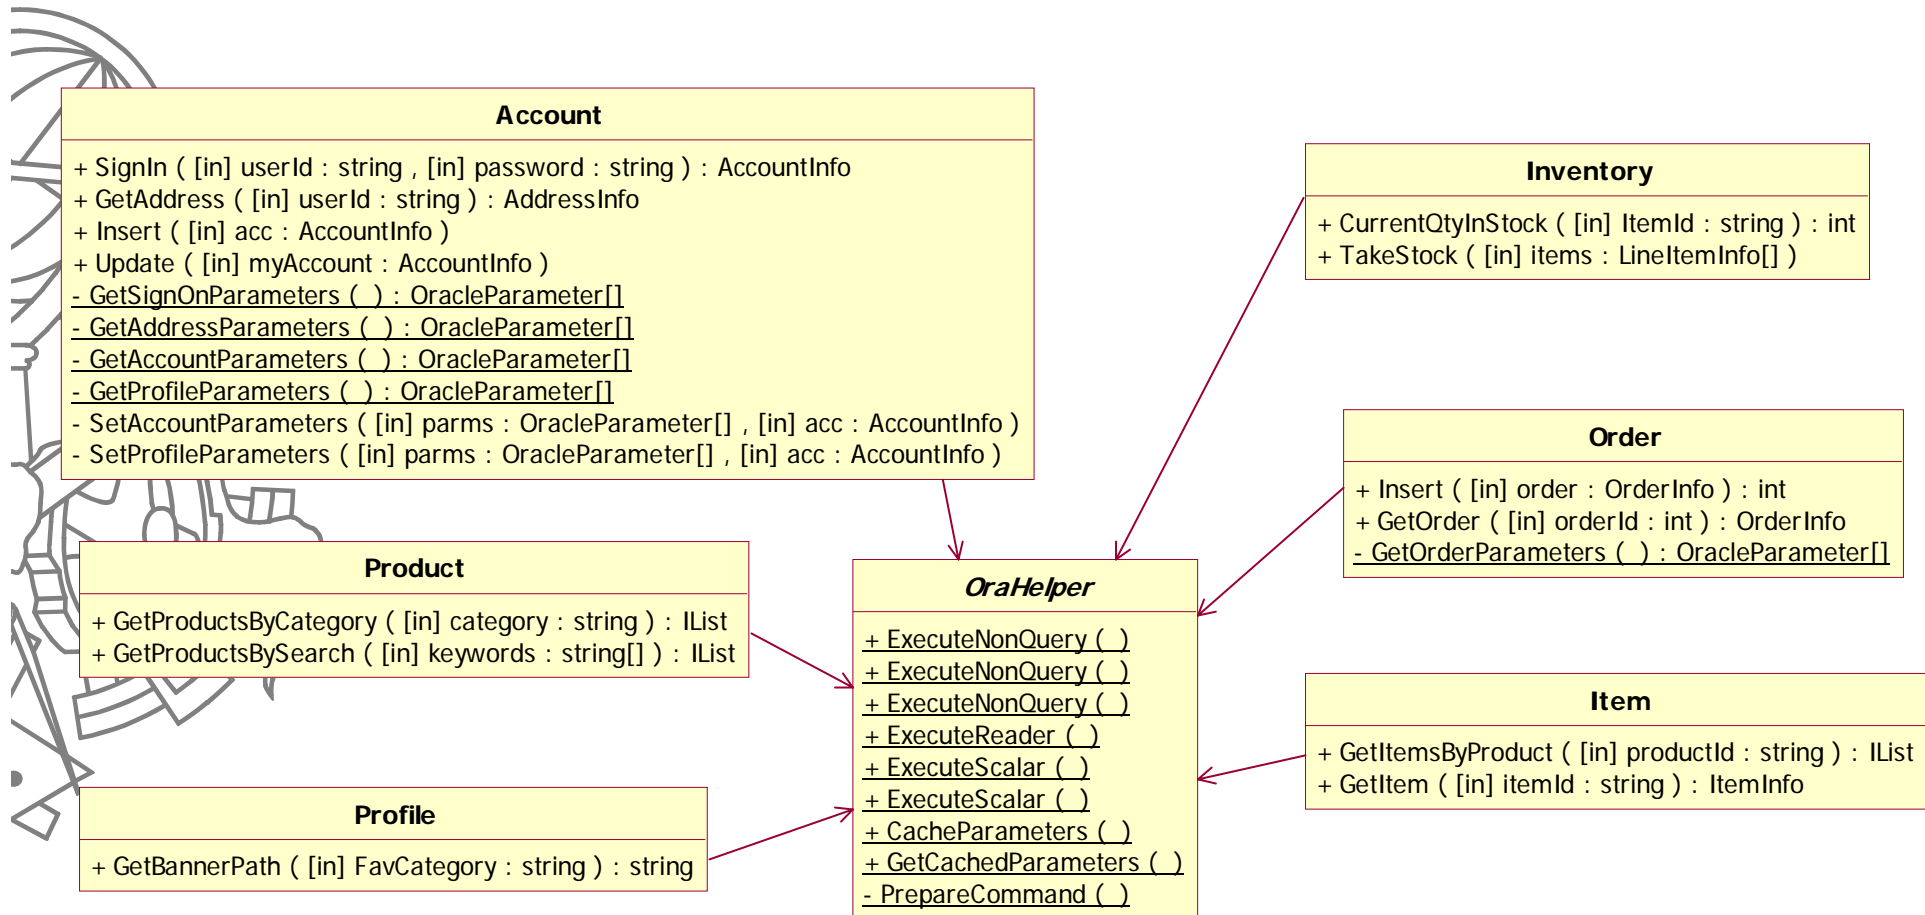 Account
+ SignIn ( [in] userId : string , [in] password : string ) : AccountInfo
+ GetAddress ( [in] userId : string ) : AddressInfo
+ Insert ( [in] acc : AccountInfo )
+ Update ( [in] myAccount : AccountInfo )
- GetSignOnParameters ( ) : OracleParameter[]
- GetAddressParameters ( ) : OracleParameter[]
- GetAccountParameters ( ) : OracleParameter[]
- GetProfileParameters ( ) : OracleParameter[]
- SetAccountParameters ( [in] parms : OracleParameter[] , [in] acc : AccountInfo )
- SetProfileParameters ( [in] parms : OracleParameter[] , [in] acc : AccountInfo )
Inventory
+ CurrentQtyInStock ( [in] ItemId : string ) : int
+ TakeStock ( [in] items : LineItemInfo[] )
Order
+ Insert ( [in] order : OrderInfo ) : int
+ GetOrder ( [in] orderId : int ) : OrderInfo
- GetOrderParameters ( ) : OracleParameter[]
Product
+ GetProductsByCategory ( [in] category : string ) : IList
+ GetProductsBySearch ( [in] keywords : string[] ) : IList
OraHelper
+ ExecuteNonQuery ( )
+ ExecuteNonQuery ( )
+ ExecuteNonQuery ( )
+ ExecuteReader ( )
+ ExecuteScalar ( )
+ ExecuteScalar ( )
+ CacheParameters ( )
+ GetCachedParameters ( )
- PrepareCommand ( )
Item
+ GetItemsByProduct ( [in] productId : string ) : IList
+ GetItem ( [in] itemId : string ) : ItemInfo
Profile
+ GetBannerPath ( [in] FavCategory : string ) : string